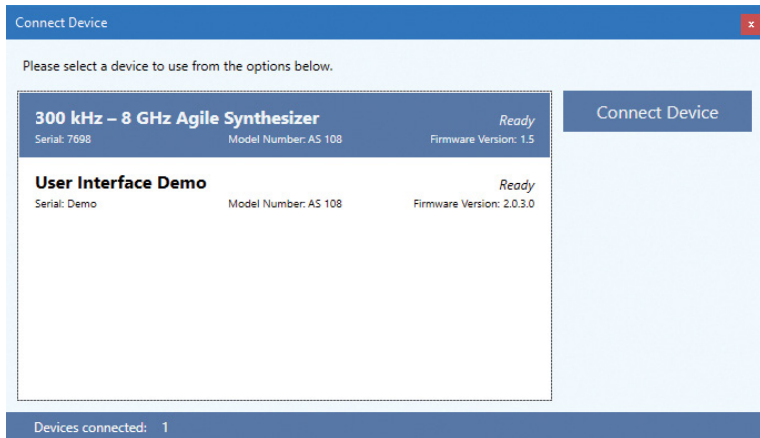 Connect Device
x
Please select a device to use from the options below.
300 kHz – 8 GHz Agile Synthesizer Ready
Serial: 7698 Model Number: AS 108 Firmware Version: 1.5
Connect Device
User Interface Demo Ready
Serial: Demo Model Number: AS 108 Firmware Version: 2.0.3.0
Devices connected: 1